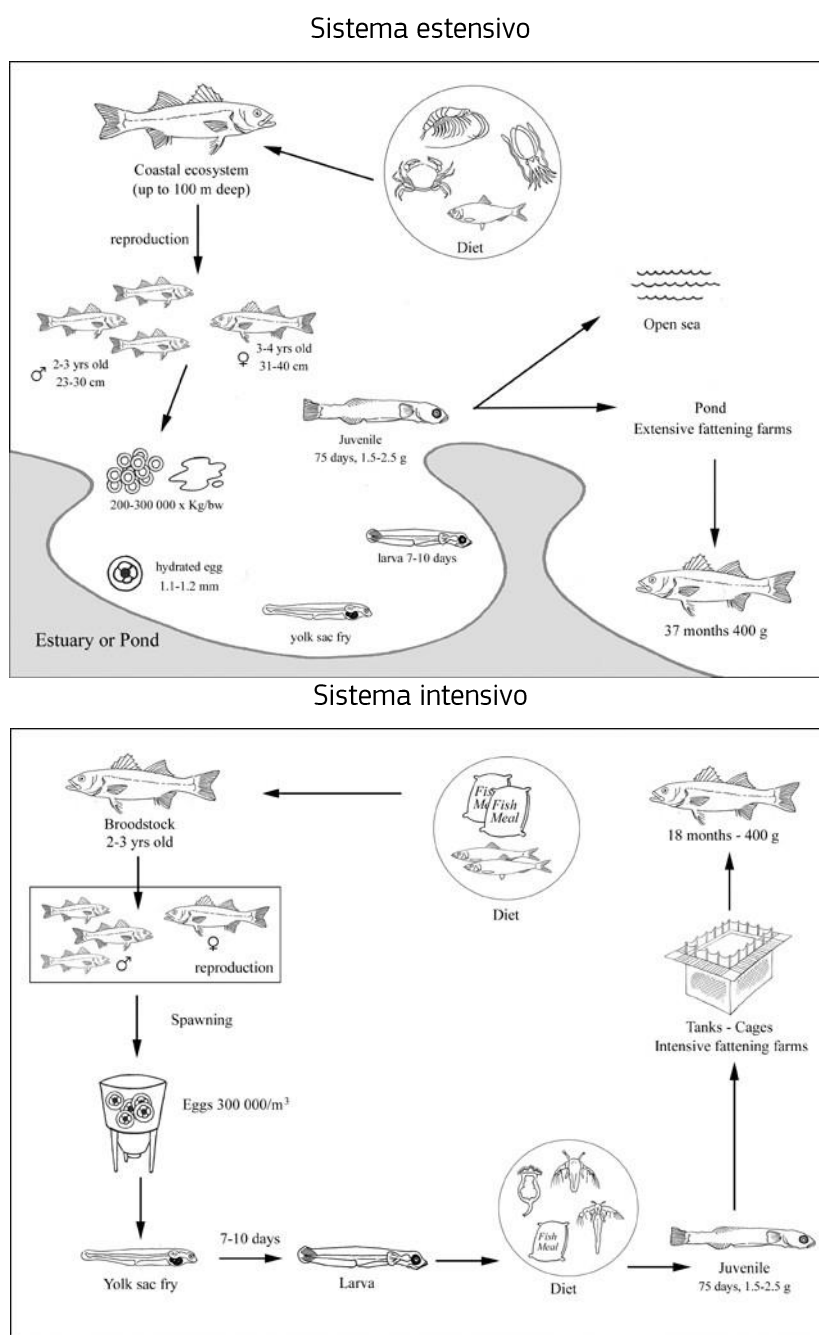 Sistema estensivo
Coastal ecosystem
(up to 100 m deep)
Diet
reproduction
♂ 2-3 yrs old
23-30 cm
♀ 3-4 yrs old
31-40 cm
Open sea
Juvenile
75 days, 1.5-2.5 g
Pond
Extensive fattening farms
200-300 000 x Kg/bw
larva 7-10 days
hydrated egg
1.1-1.2 mm
yolk sac fry
Estuary or Pond
37 months 400 g
Sistema intensivo
Broodstock
2-3 yrs old
Fish
Meal
Fish
Meal
Diet
18 months - 400 g
♂
♀
reproduction
Spawning
Eggs 300 000/m³
Tanks - Cages
Intensive fattening farms
Yolk sac fry
7-10 days
Larva
Fish
Meal
Diet
Juvenile
75 days, 1.5-2.5 g